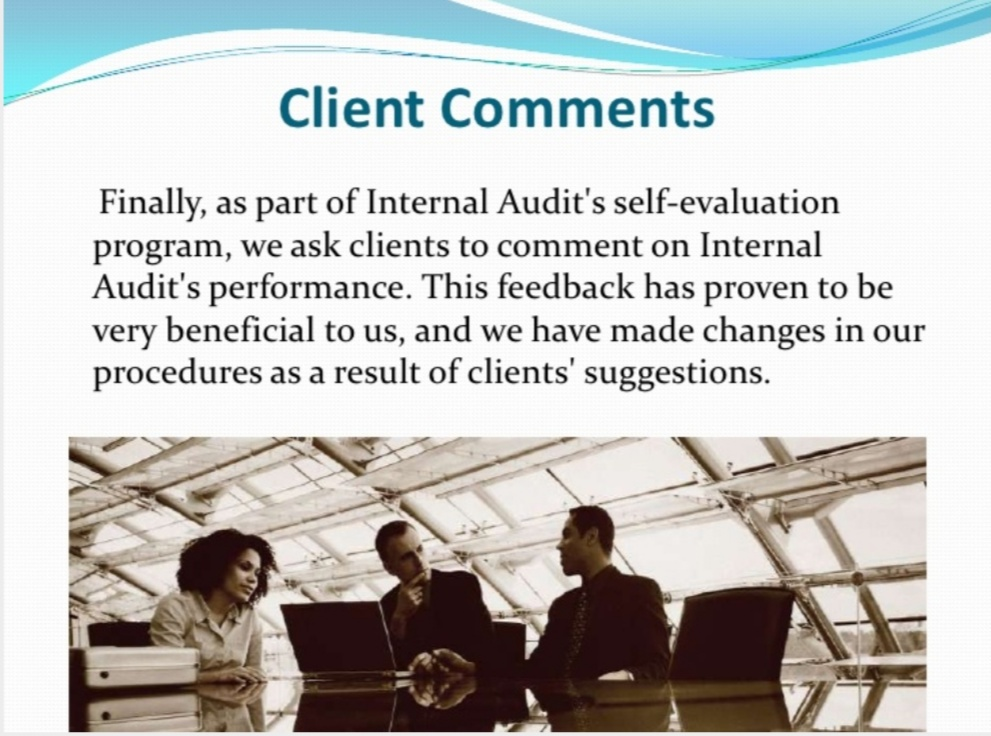 Client Comments
Finally, as part of Internal Audit's self-evaluation
program, we ask clients to comment on Internal
Audit's performance. This feedback has proven to be
very beneficial to us, and we have made changes in our
procedures as a result of clients' suggestions.